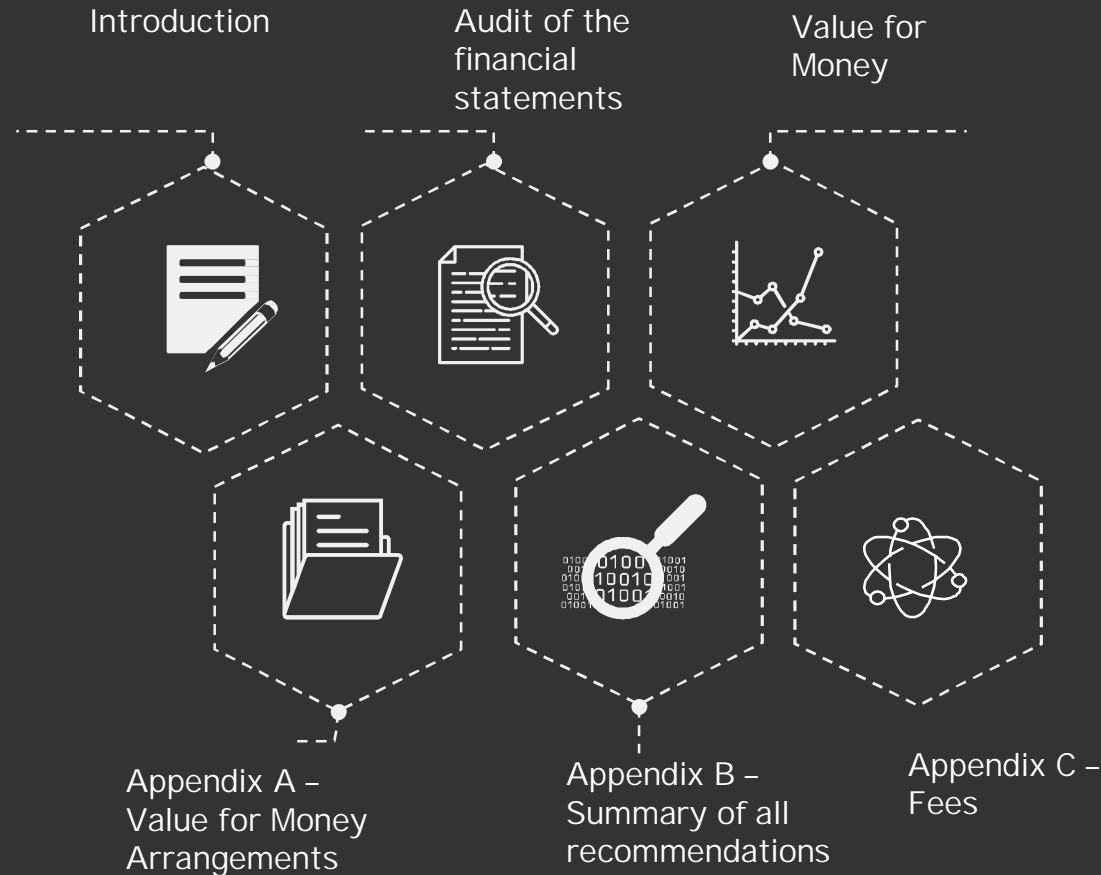 Introduction
Audit of the
financial
statements
Value for
Money
Appendix A –
Value for Money
Arrangements
Appendix B –
Summary of all
recommendations
Appendix C –
Fees